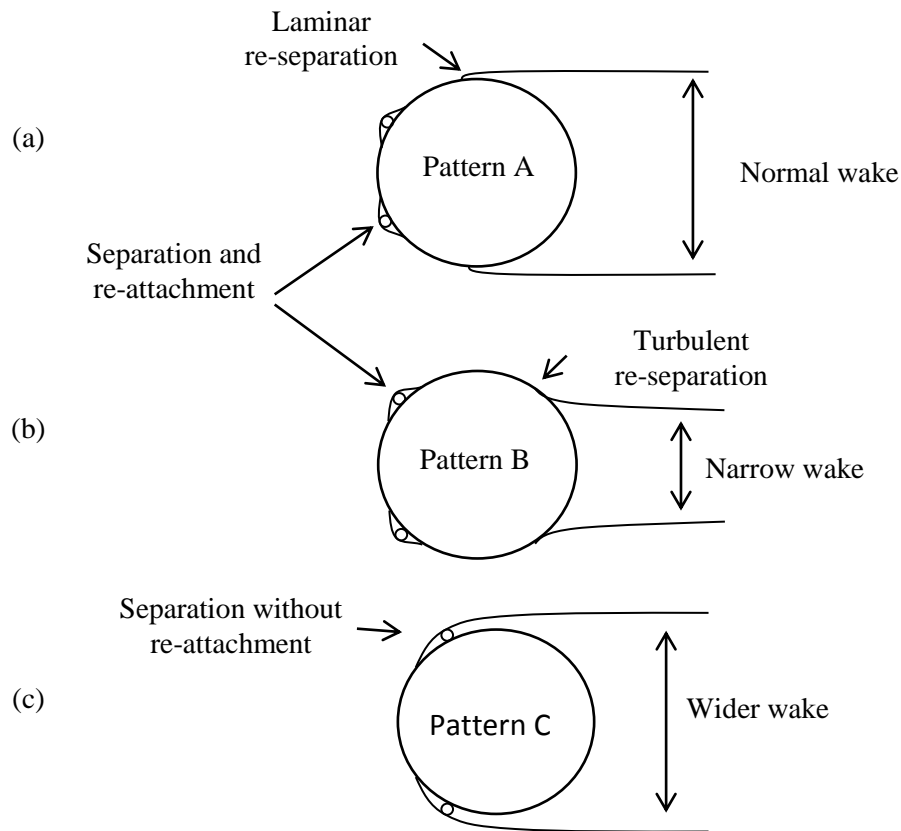 Laminar
re-separation
(a)
Pattern A
Normal wake
Separation and
re-attachment
Turbulent
re-separation
(b)
Pattern B
Narrow wake
Separation without
re-attachment
(c)
Pattern C
Wider wake